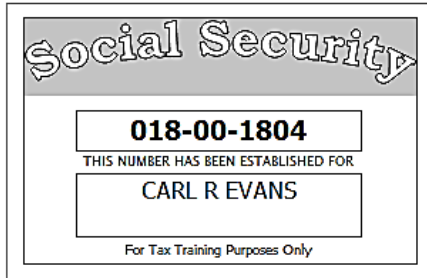 Social Security
018-00-1804
THIS NUMBER HAS BEEN ESTABLISHED FOR
CARL R EVANS
For Tax Training Purposes Only